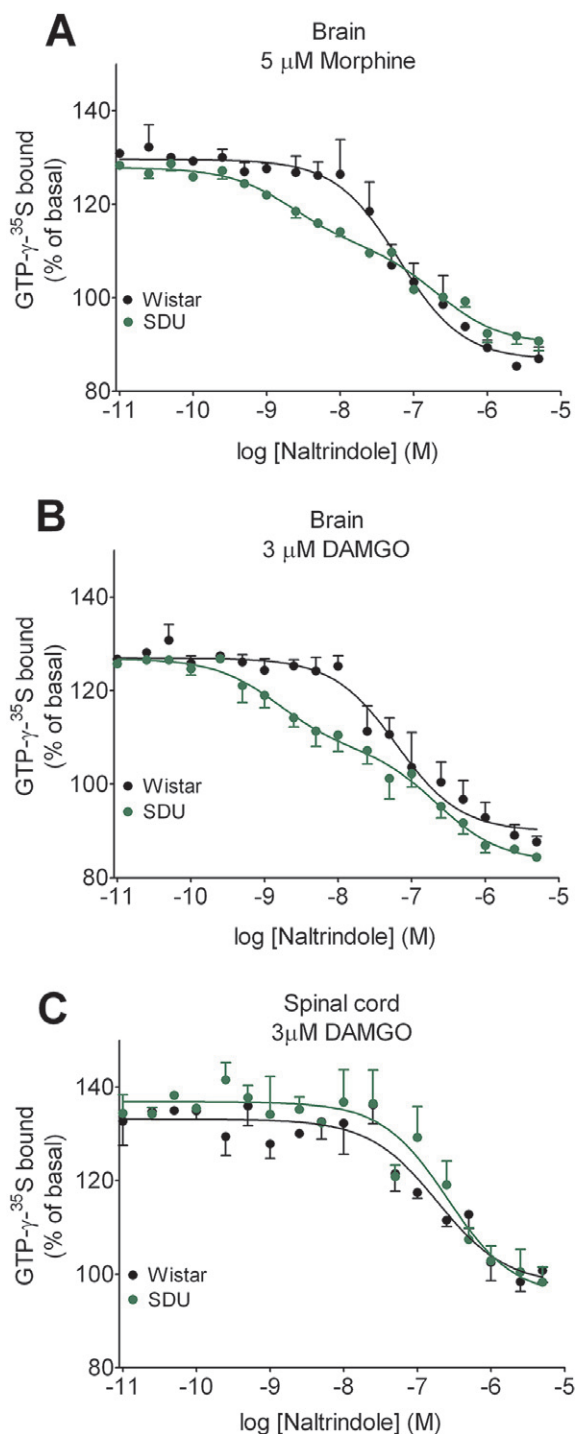 A
Brain
5 μM Morphine
GTP-γ-³⁵S bound
(% of basal)
140
120
100
80
Wistar
SDU
-11 -10 -9 -8 -7 -6 -5
log [Naltrindole] (M)
B
Brain
3 μM DAMGO
GTP-γ-³⁵S bound
(% of basal)
140
120
100
80
Wistar
SDU
-11 -10 -9 -8 -7 -6 -5
log [Naltrindole] (M)
C
Spinal cord
3μM DAMGO
GTP-γ-³⁵S bound
(% of basal)
140
120
100
80
Wistar
SDU
-11 -10 -9 -8 -7 -6 -5
log [Naltrindole] (M)